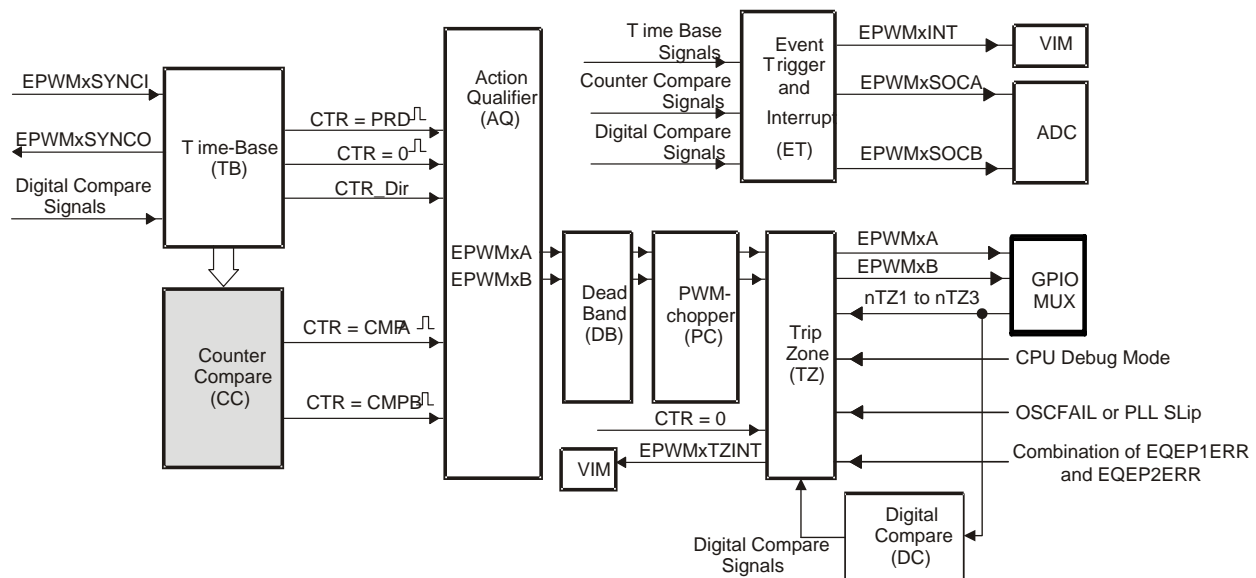 EPWMxSYNCI
EPWMxSYNCO
Digital Compare
Signals
Time-Base
(TB)
CTR = PRD
CTR = 0
CTR_Dir
Counter
Compare
(CC)
CTR = CMPA
CTR = CMPB
Action
Qualifier
(AQ)
EPWMxA
EPWMxB
Time Base
Signals
Counter Compare
Signals
Digital Compare
Signals
Event
Trigger
and
Interrupt
(ET)
EPWMxINT
EPWMxSOCA
EPWMxSOCB
VIM
ADC
Dead
Band
(DB)
PWM-
chopper
(PC)
Trip
Zone
(TZ)
EPWMxA
EPWMxB
nTZ1 to nTZ3
GPIO
MUX
CPU Debug Mode
OSCFAIL or PLL SLip
Combination of EQEP1ERR
and EQEP2ERR
CTR = 0
EPWMxTZINT
VIM
Digital
Compare
(DC)
Digital Compare
Signals